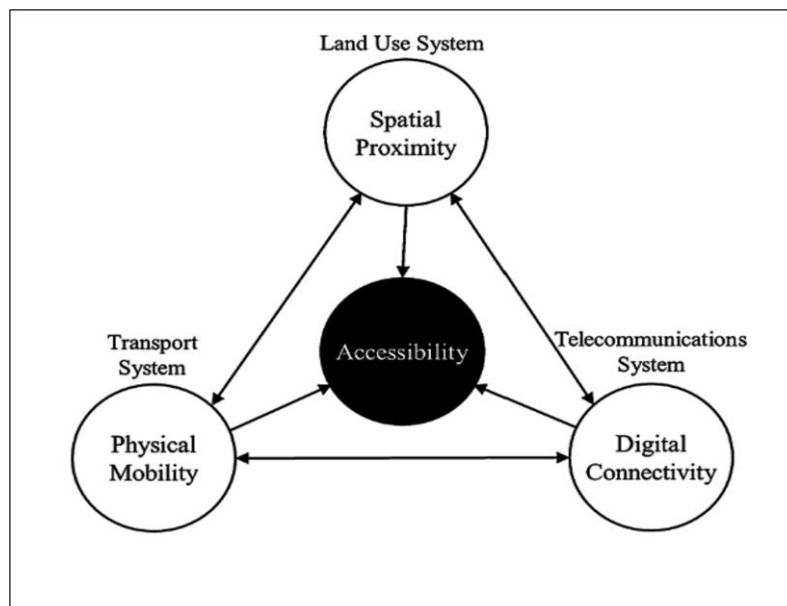 Land Use System
Spatial
Proximity
Accessibility
Transport
System
Telecommunications
System
Physical
Mobility
Digital
Connectivity